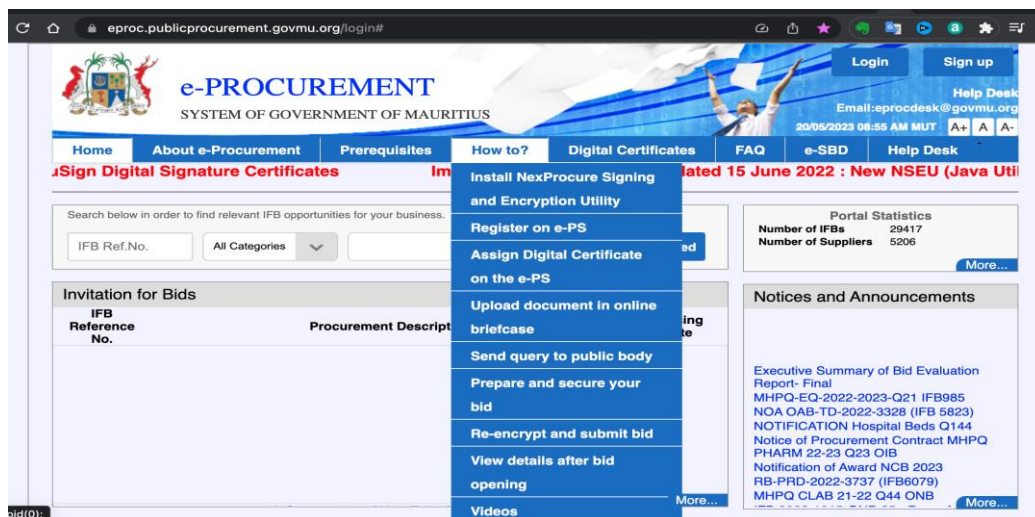 eproc.publicprocurement.govmu.org/login#
e-PROCUREMENT
SYSTEM OF GOVERNMENT OF MAURITIUS
Login
Sign up
Help Desk
Email:eprocdesk@govmu.org
20/05/2023 08:55 AM MUT A+ A A-
Home About e-Procurement Prerequisites How to? Digital Certificates FAQ e-SBD Help Desk
uSign Digital Signature Certificates Im lated 15 June 2022 : New NSEU (Java Util
Install NexProcure Signing
and Encryption Utility
Register on e-PS
Assign Digital Certificate
on the e-PS
Upload document in online
briefcase
Send query to public body
Prepare and secure your
bid
Re-encrypt and submit bid
View details after bid
opening
Videos
Search below in order to find relevant IFB opportunities for your business.
IFB Ref.No.
All Categories
ed
Invitation for Bids
IFB
Reference
No.
Procurement Descript
ing
te
More...
Portal Statistics
Number of IFBs 29417
Number of Suppliers 5206
More...
Notices and Announcements
Executive Summary of Bid Evaluation
Report- Final
MHPQ-EQ-2022-2023-Q21 IFB985
NOA OAB-TD-2022-3328 (IFB 5823)
NOTIFICATION Hospital Beds Q144
Notice of Procurement Contract MHPQ
PHARM 22-23 Q23 OIB
Notification of Award NCB 2023
RB-PRD-2022-3737 (IFB6079)
MHPQ CLAB 21-22 Q44 ONB
More...
oid(0);